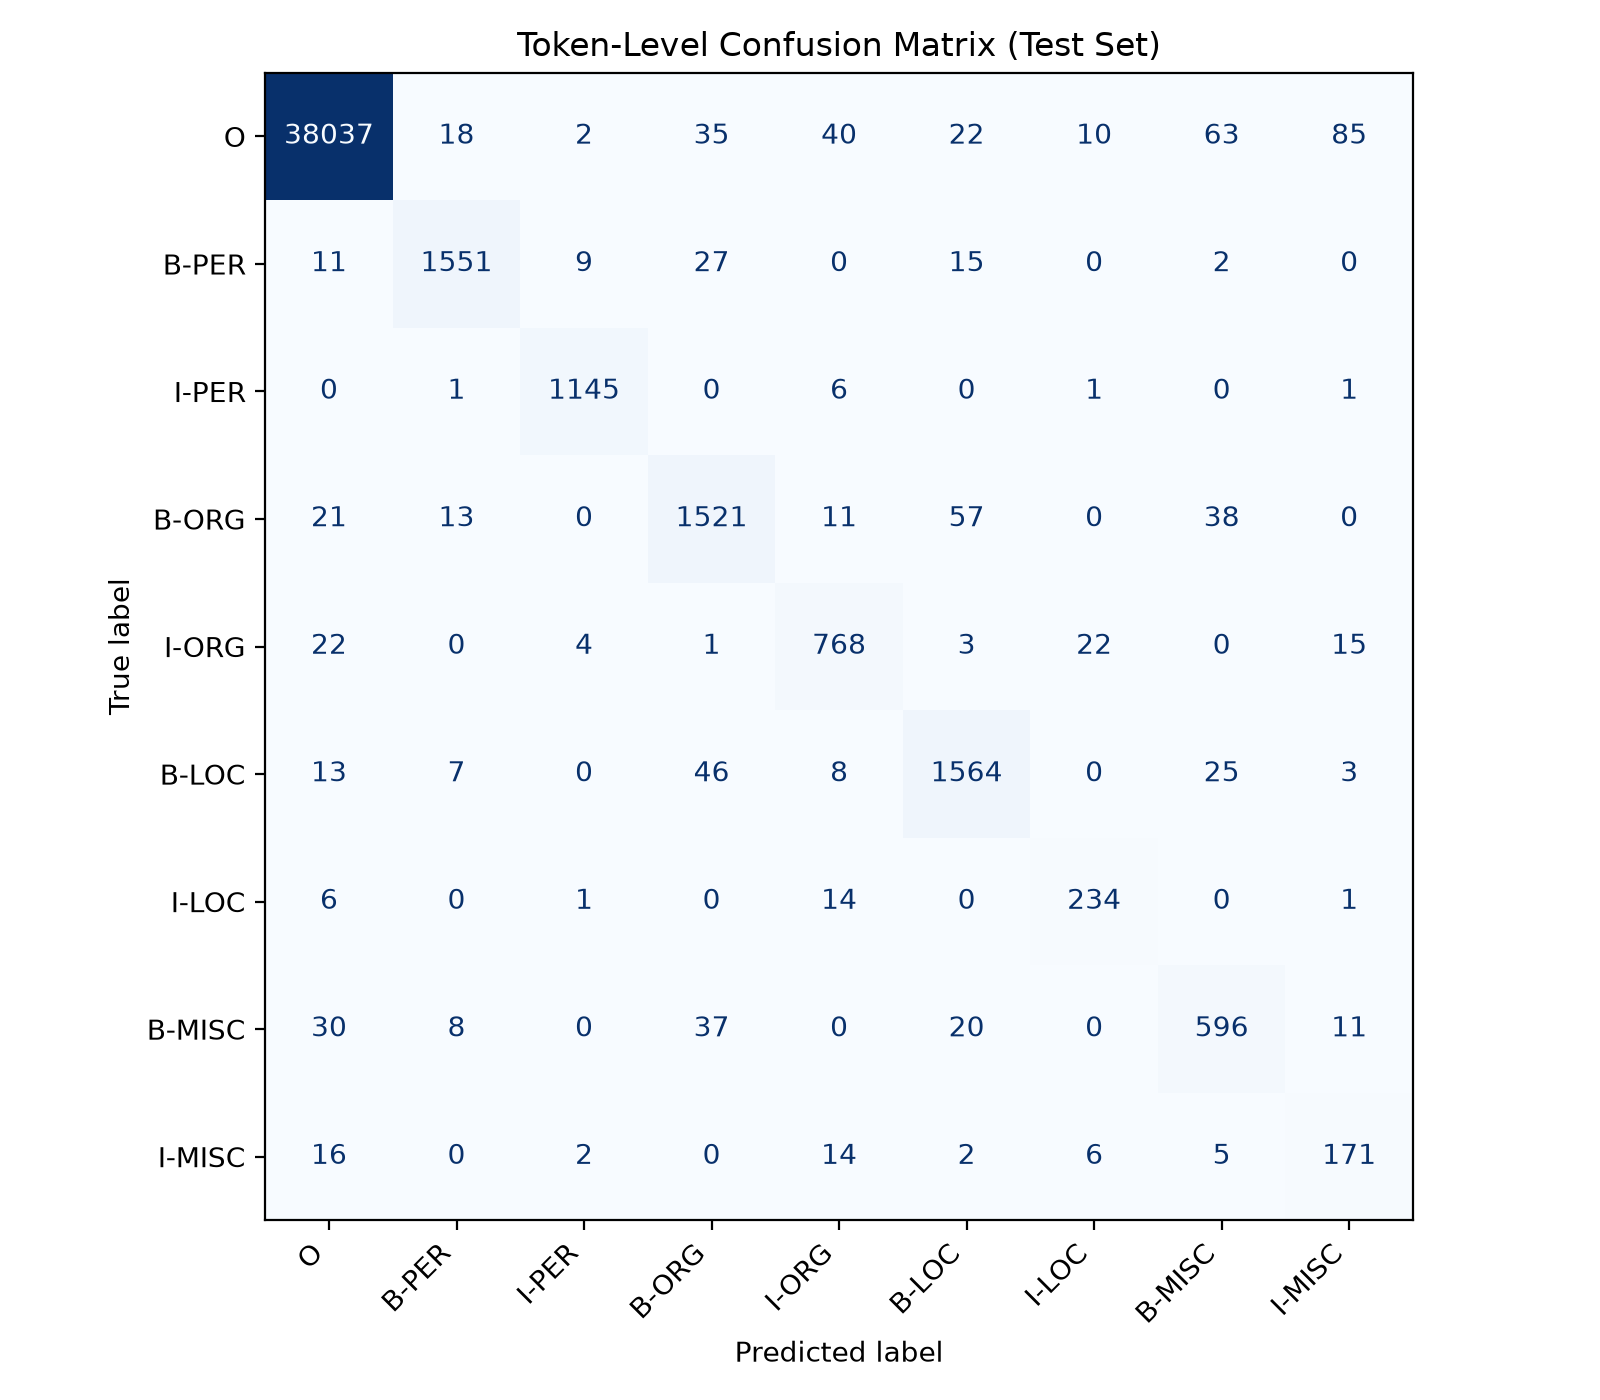 Token-Level Confusion Matrix (Test Set)
O 38037 18 2 35 40 22 10 63 85
B-PER 11 1551 9 27 0 15 0 2 0
I-PER 0 1 1145 0 6 0 1 0 1
B-ORG 21 13 0 1521 11 57 0 38 0
I-ORG 22 0 4 1 768 3 22 0 15
B-LOC 13 7 0 46 8 1564 0 25 3
I-LOC 6 0 1 0 14 0 234 0 1
B-MISC 30 8 0 37 0 20 0 596 11
I-MISC 16 0 2 0 14 2 6 5 171
True label
O B-PER I-PER B-ORG I-ORG B-LOC I-LOC B-MISC I-MISC
Predicted label